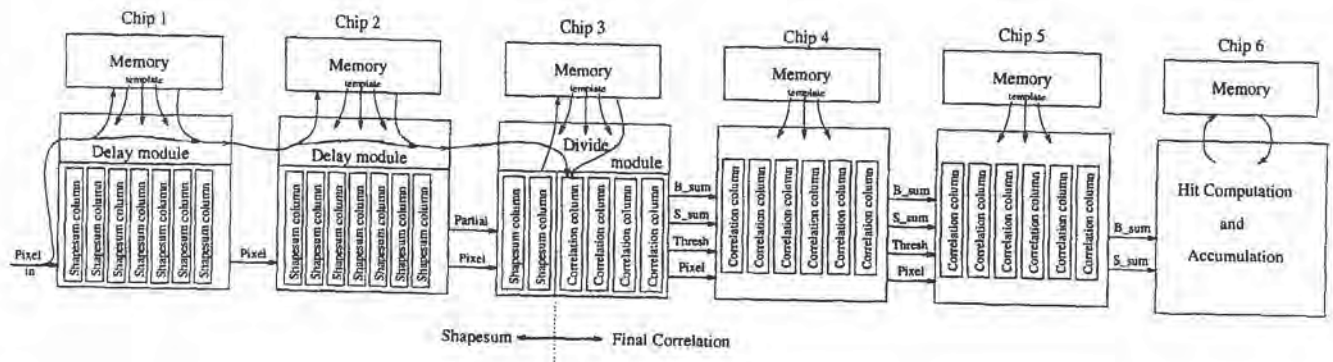 Chip 1
Memory
template
Delay module
Shapesum column
Shapesum column
Shapesum column
Shapesum column
Shapesum column
Shapesum column
Shapesum column
Pixel
in
Pixel
Chip 2
Memory
template
Delay module
Shapesum column
Shapesum column
Shapesum column
Shapesum column
Shapesum column
Shapesum column
Shapesum column
Partial
Pixel
Chip 3
Memory
template
Divide
module
Shapesum column
Shapesum column
Correlation column
Correlation column
Correlation column
Correlation column
B_sum
S_sum
Thresh
Pixel
Chip 4
Memory
template
Correlation column
Correlation column
Correlation column
Correlation column
Correlation column
Correlation column
B_sum
S_sum
Thresh
Pixel
Chip 5
Memory
template
Correlation column
Correlation column
Correlation column
Correlation column
Correlation column
Correlation column
B_sum
S_sum
Chip 6
Memory
Hit Computation
and
Accumulation
Shapesum
Final Correlation